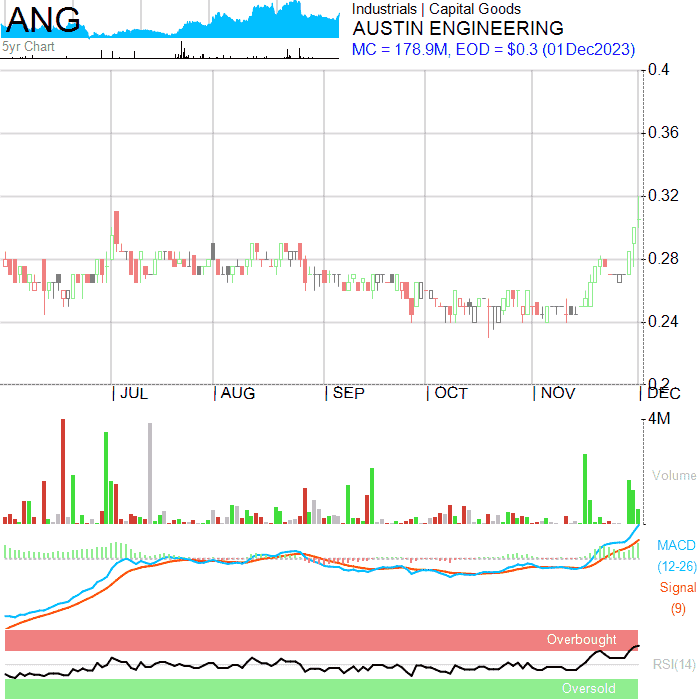 ANG
5yr Chart
Industrials | Capital Goods
AUSTIN ENGINEERING
MC = 178.9M, EOD = $0.3 (01Dec2023)
0.4
0.36
0.32
0.28
0.24
0.2
JUL AUG SEP OCT NOV DEC
4M
Volume
MACD
(12-26)
Signal
(9)
Overbought
RSI(14)
Oversold